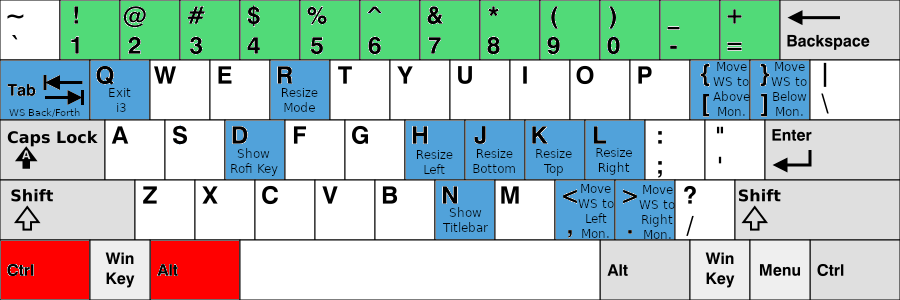 ~ ! @ # $ % ^ & * ( ) _ +
` 1 2 3 4 5 6 7 8 9 0 - = Backspace
Tab Q W E R T Y U I O P { Move } Move |
Exit Resize WS to WS to
WS Back/Forth i3 Mode [ Above ] Below \
Mon. Mon.
Caps Lock A S D F G H J K L : " Enter
A Show Resize Resize Resize Resize
Rofi Key Left Bottom Top Right ; '
Shift Z X C V B N M < Move > Move ? Shift
Show WS to WS to
Titlebar , Left . Right /
Mon. Mon.
Ctrl Win Alt Alt Win Menu Ctrl
Key Key